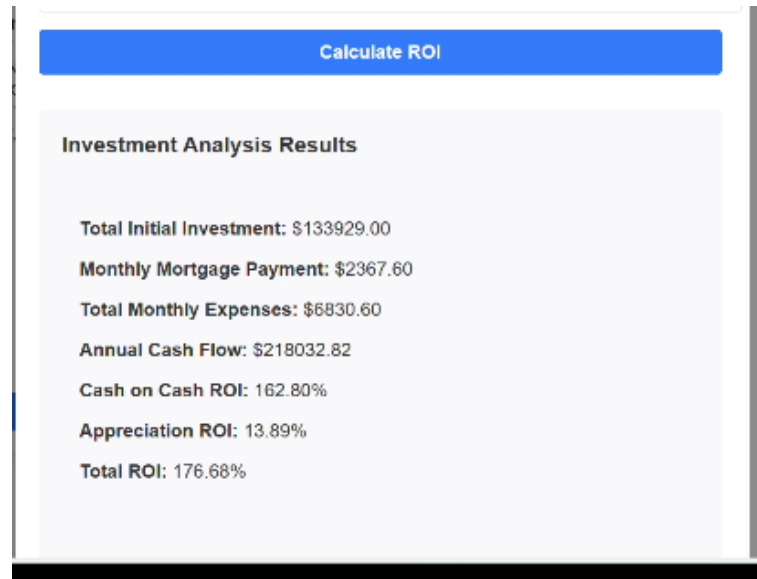 Calculate ROI
Investment Analysis Results
Total Initial Investment: $133929.00
Monthly Mortgage Payment: $2367.60
Total Monthly Expenses: $6830.60
Annual Cash Flow: $218032.82
Cash on Cash ROI: 162.80%
Appreciation ROI: 13.89%
Total ROI: 176.68%